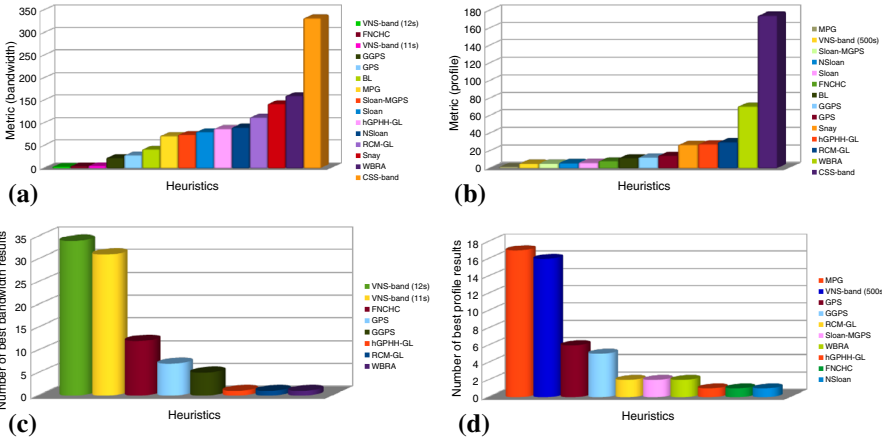 350
300
250
200
150
100
50
0
Metric (bandwidth)
Heuristics
(a)
VNS-band (12s)
FNCHC
VNS-band (11s)
GGPS
GPS
BL
MPG
Sloan-MGPS
Sloan
hGPHH-GL
NSloan
RCM-GL
Snay
WBRA
CSS-band
180
160
140
120
100
80
60
40
20
0
Metric (profile)
Heuristics
(b)
MPG
VNS-band (500s)
Sloan-MGPS
NSloan
Sloan
FNCHC
BL
GGPS
GPS
Snay
hGPHH-GL
RCM-GL
WBRA
CSS-band
35
30
25
20
15
10
5
0
Number of best bandwidth results
Heuristics
(c)
VNS-band (12s)
VNS-band (11s)
FNCHC
GPS
GGPS
hGPHH-GL
RCM-GL
WBRA
18
16
14
12
10
8
6
4
2
0
Number of best profile results
Heuristics
(d)
MPG
VNS-band (500s
GPS
GGPS
RCM-GL
Sloan-MGPS
WBRA
hGPHH-GL
FNCHC
NSloan